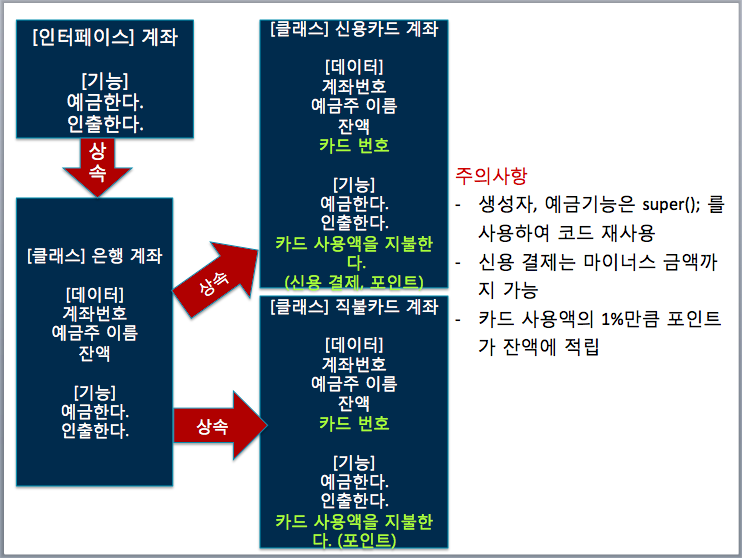 [인터페이스] 계좌
[기능]
예금한다.
인출한다.
상
속
[클래스] 은행 계좌
[데이터]
계좌번호
예금주 이름
잔액
[기능]
예금한다.
인출한다.
상속
상속
[클래스] 신용카드 계좌
[데이터]
계좌번호
예금주 이름
잔액
카드 번호
[기능]
예금한다.
인출한다.
카드 사용액을 지불한
다.
(신용 결제, 포인트)
[클래스] 직불카드 계좌
[데이터]
계좌번호
예금주 이름
잔액
카드 번호
[기능]
예금한다.
인출한다.
카드 사용액을 지불한
다. (포인트)
주의사항
- 생성자, 예금기능은 super(); 를
사용하여 코드 재사용
- 신용 결제는 마이너스 금액까
지 가능
- 카드 사용액의 1%만큼 포인트
가 잔액에 적립